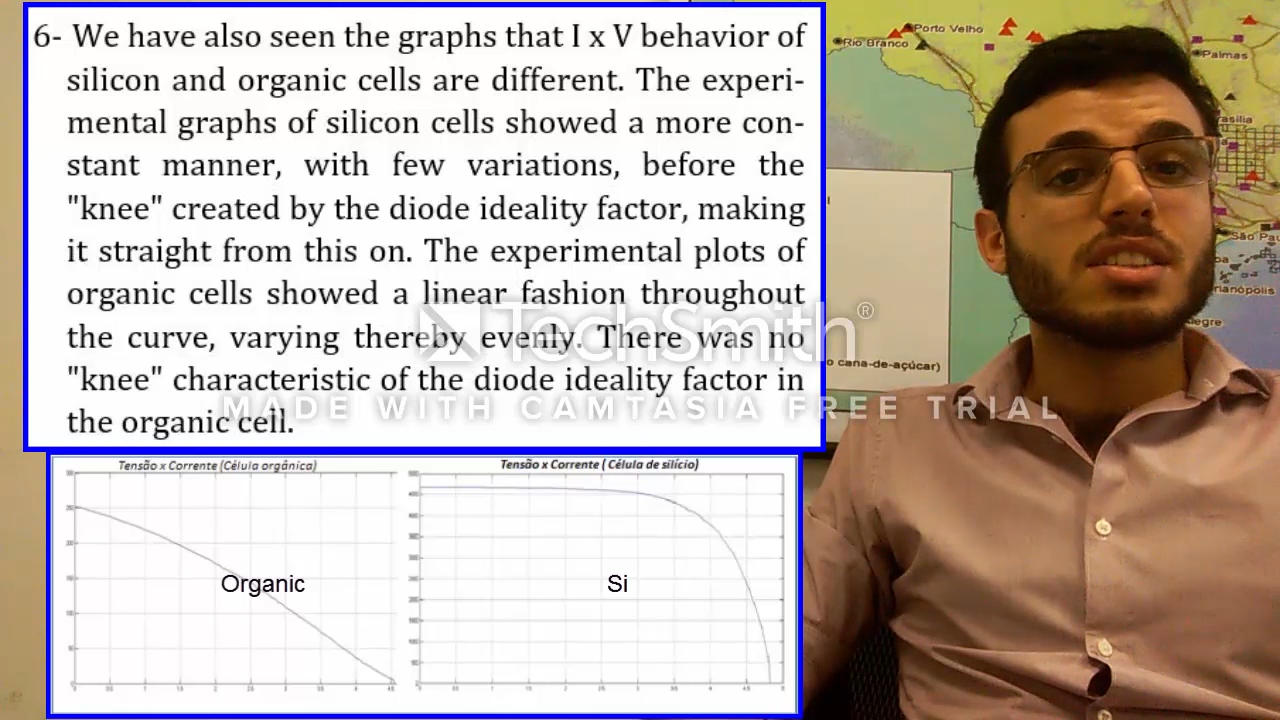 6- We have also seen the graphs that I x V behavior of
silicon and organic cells are different. The experi-
mental graphs of silicon cells showed a more con-
stant manner, with few variations, before the
"knee" created by the diode ideality factor, making
it straight from this on. The experimental plots of
organic cells showed a linear fashion throughout
the curve, varying thereby evenly. There was no
"knee" characteristic of the diode ideality factor in
the organic cell.
TechSmith®
MADE WITH CAMTASIA FREE TRIAL
Tensão x Corrente (Célula orgânica)
Organic
Tensão x Corrente ( Célula de silício)
Si
Porto Velho
Rio Branco
Palmas
rasília
São Pa
rianópolis
legre
o cana-de-açúcar)